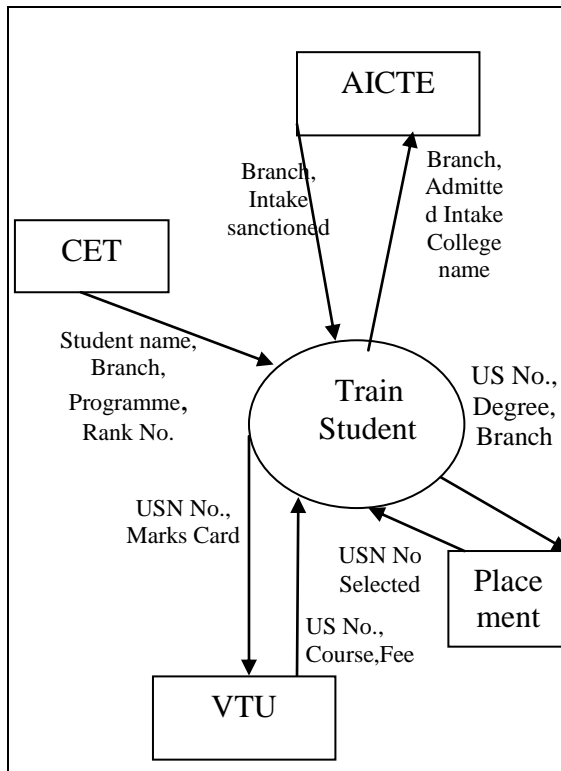 AICTE
Branch,
Intake
sanctioned
Branch,
Admitte
d Intake
College
name
CET
Student name,
Branch,
Programme,
Rank No.
Train
Student
US No.,
Degree,
Branch
USN No.,
Marks Card
USN No
Selected
Place
ment
US No.,
Course,Fee
VTU